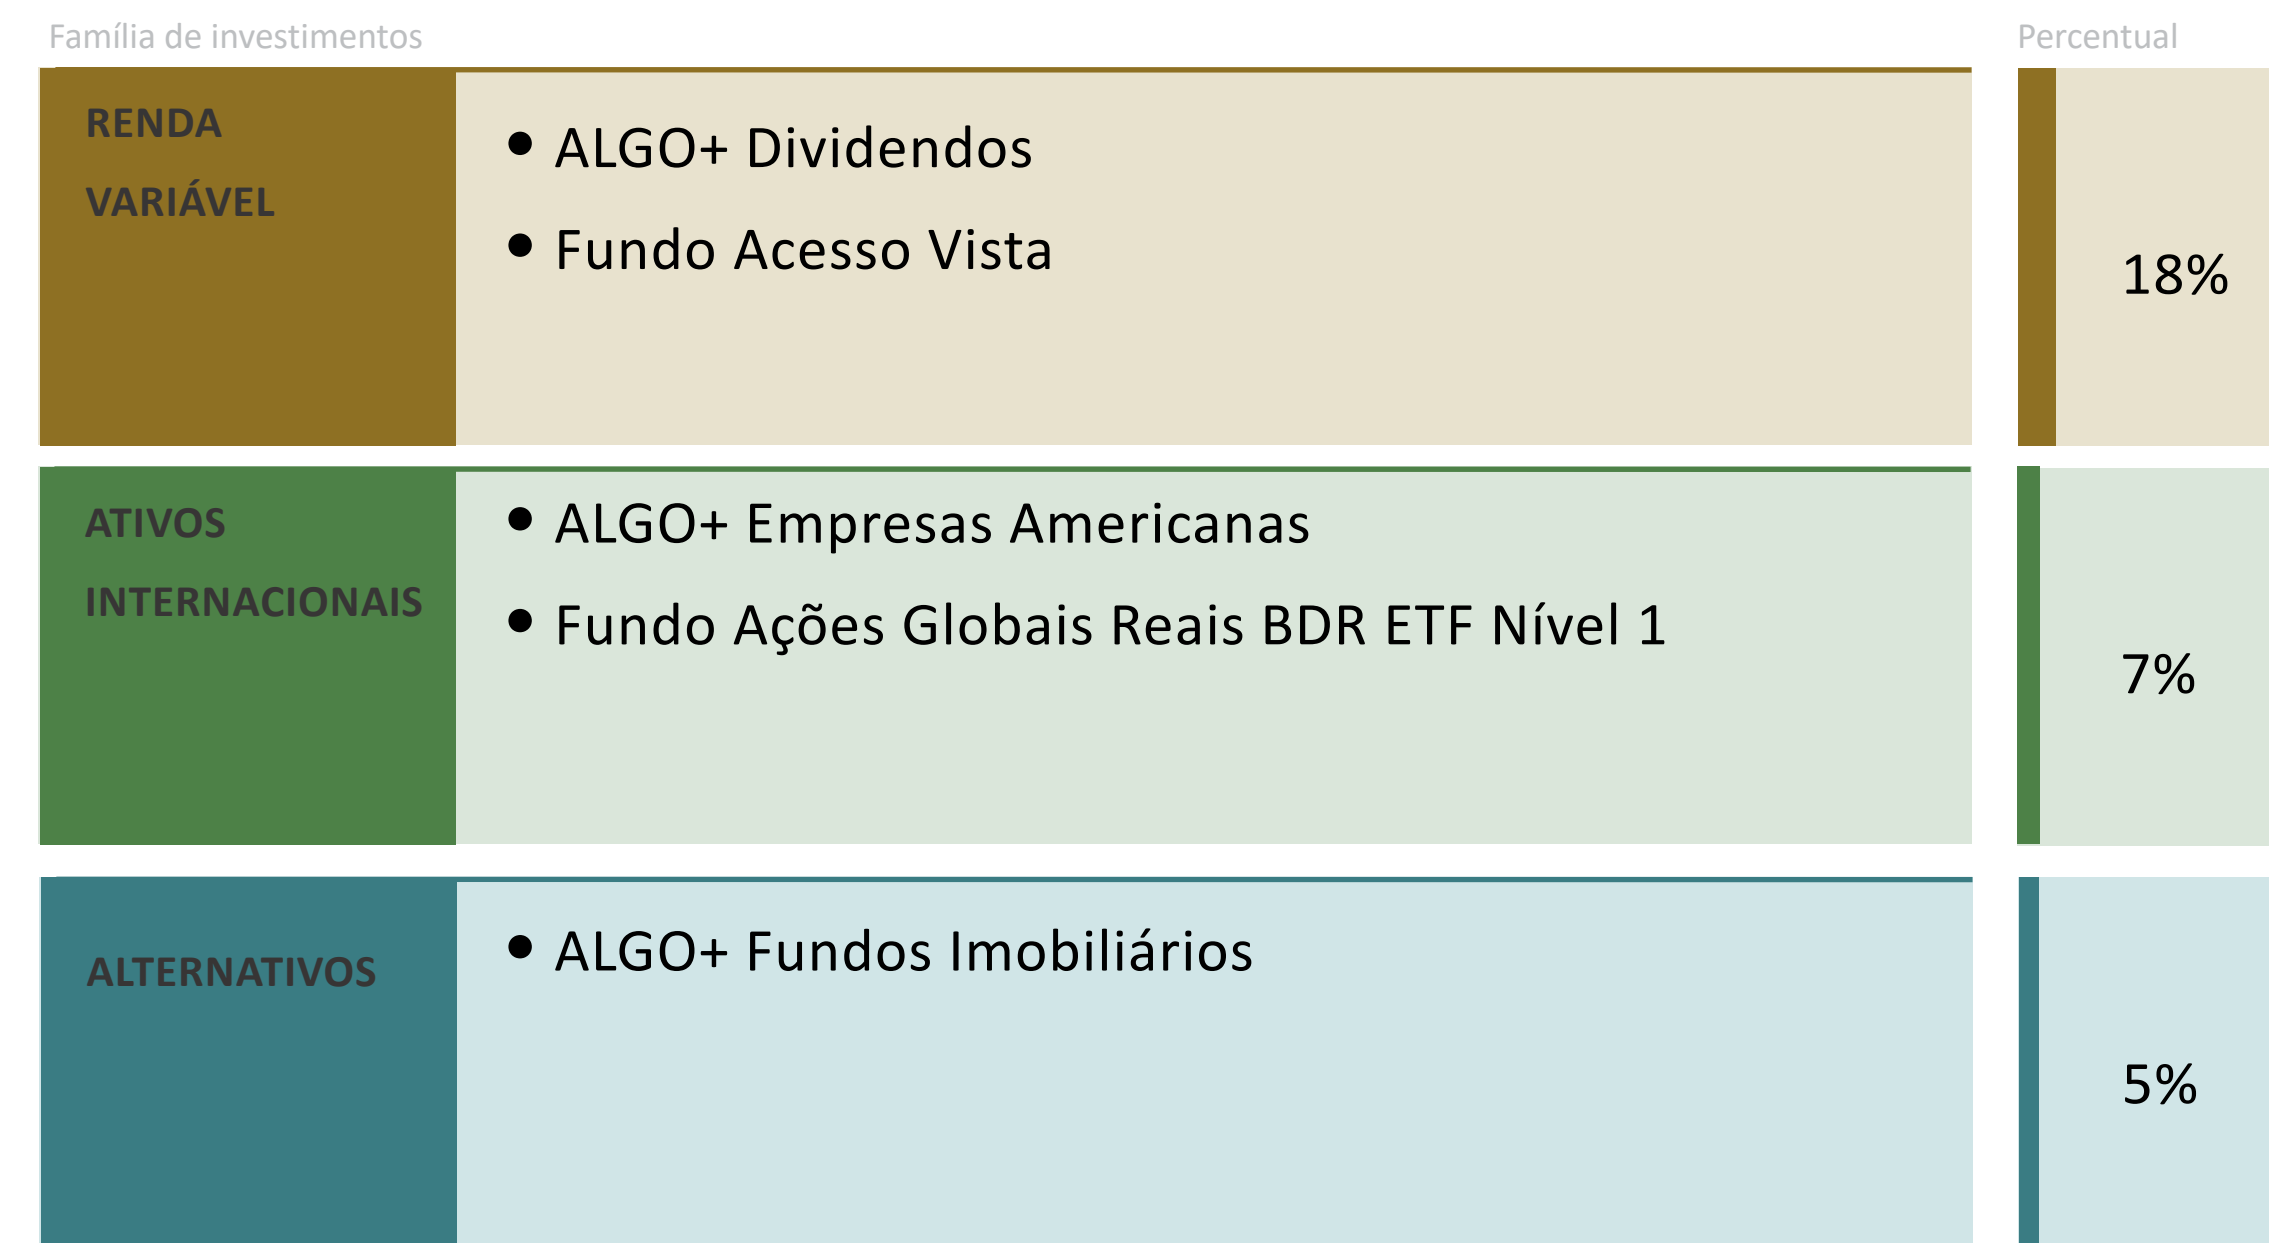 Família de investimentos
Percentual
RENDA
VARIÁVEL
• ALGO+ Dividendos
• Fundo Acesso Vista
18%
ATIVOS
INTERNACIONAIS
• ALGO+ Empresas Americanas
• Fundo Ações Globais Reais BDR ETF Nível 1
7%
ALTERNATIVOS
• ALGO+ Fundos Imobiliários
5%